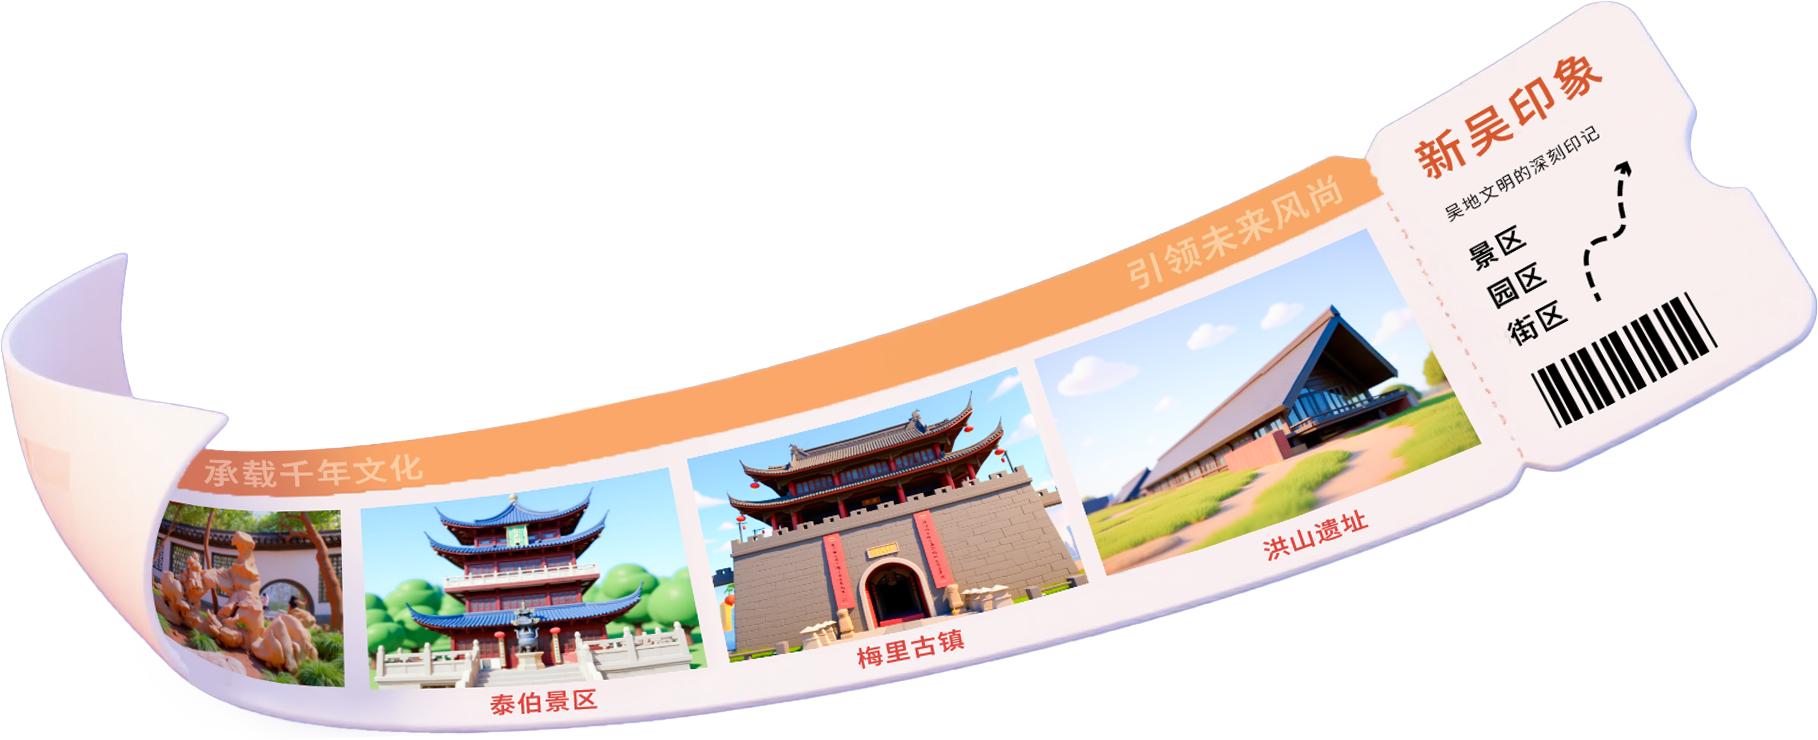 新吴印象
吴地文明的深刻印记
景区
园区
街区
承载千年文化
引领未来风尚
泰伯景区
梅里古镇
洪山遗址